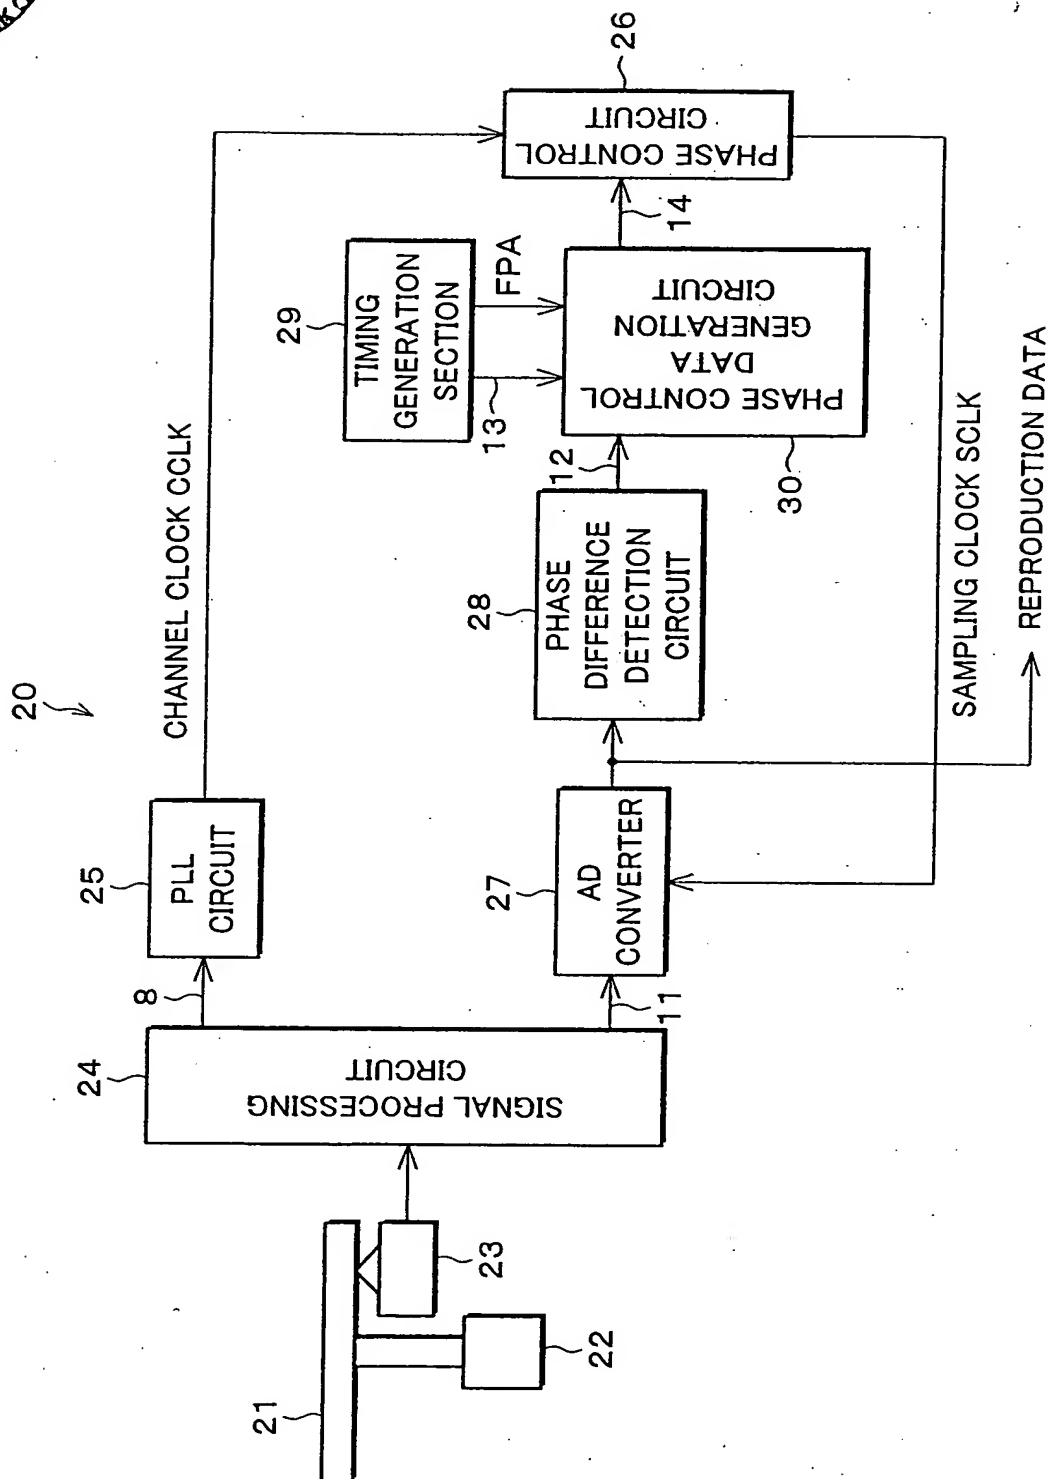 20
CHANNEL CLOCK CCLK
25
PLL
CIRCUIT
8
24
SIGNAL PROCESSING
CIRCUIT
21
22
23
11
27
AD
CONVERTER
28
PHASE
DIFFERENCE
DETECTION
CIRCUIT
12
29
TIMING
GENERATION
SECTION
13
FPA
PHASE CONTROL
DATA
GENERATION
CIRCUIT
30
14
PHASE CONTROL
CIRCUIT
26
SAMPLING CLOCK SCLK
REPRODUCTION DATA